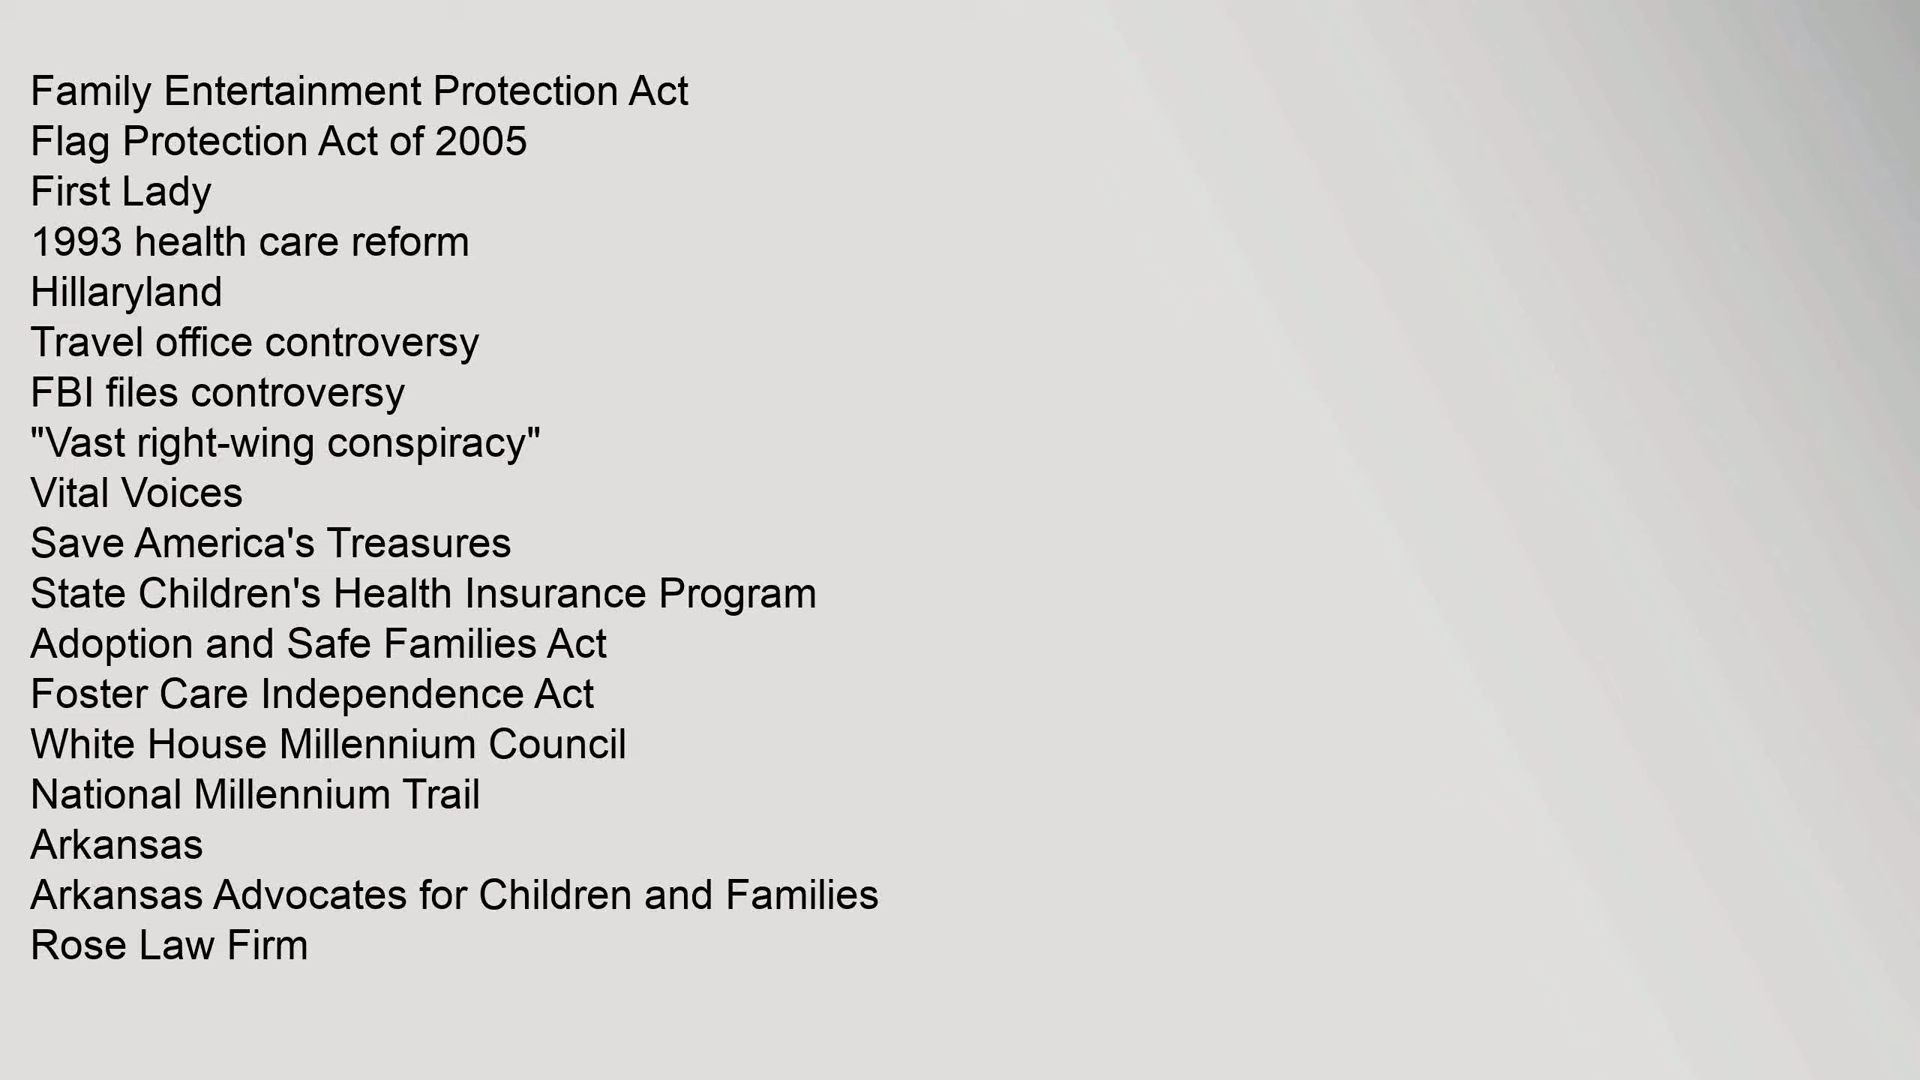 Family Entertainment Protection Act
Flag Protection Act of 2005
First Lady
1993 health care reform
Hillaryland
Travel office controversy
FBI files controversy
"Vast right-wing conspiracy"
Vital Voices
Save America's Treasures
State Children's Health Insurance Program
Adoption and Safe Families Act
Foster Care Independence Act
White House Millennium Council
National Millennium Trail
Arkansas
Arkansas Advocates for Children and Families
Rose Law Firm